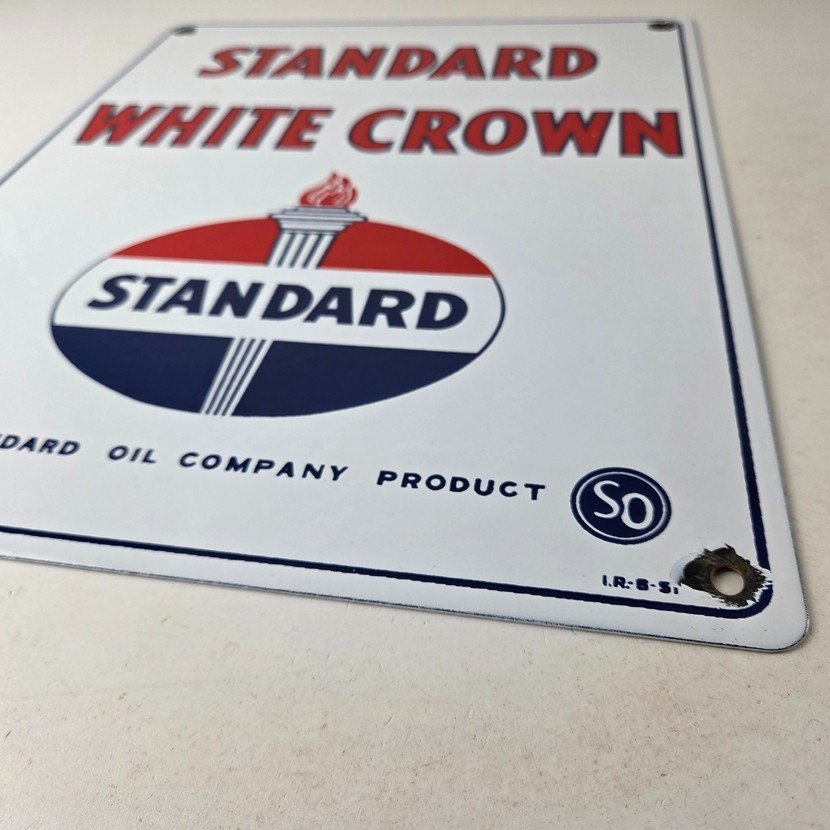 STANDARD
WHITE CROWN
STANDARD
DARD OIL COMPANY PRODUCT
SO
I.R.-8-51